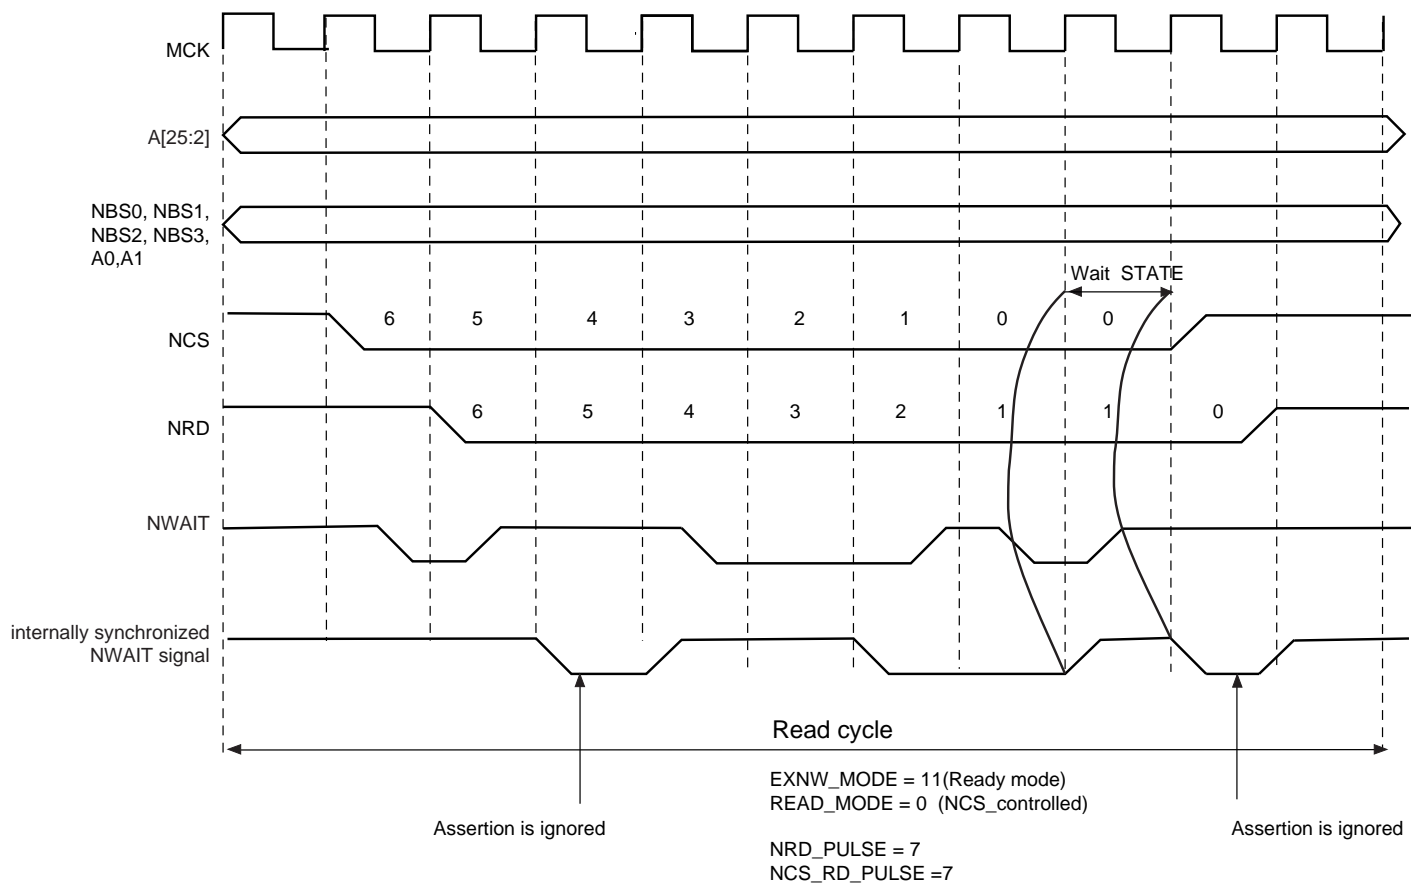 MCK
A[25:2]
NBS0, NBS1,
NBS2, NBS3,
A0,A1
Wait STATE
NCS
6 5 4 3 2 1 0 0
NRD
6 5 4 3 2 1 1 0
NWAIT
internally synchronized
NWAIT signal
Read cycle
EXNW_MODE = 11(Ready mode)
READ_MODE = 0 (NCS_controlled)
Assertion is ignored
Assertion is ignored
NRD_PULSE = 7
NCS_RD_PULSE =7